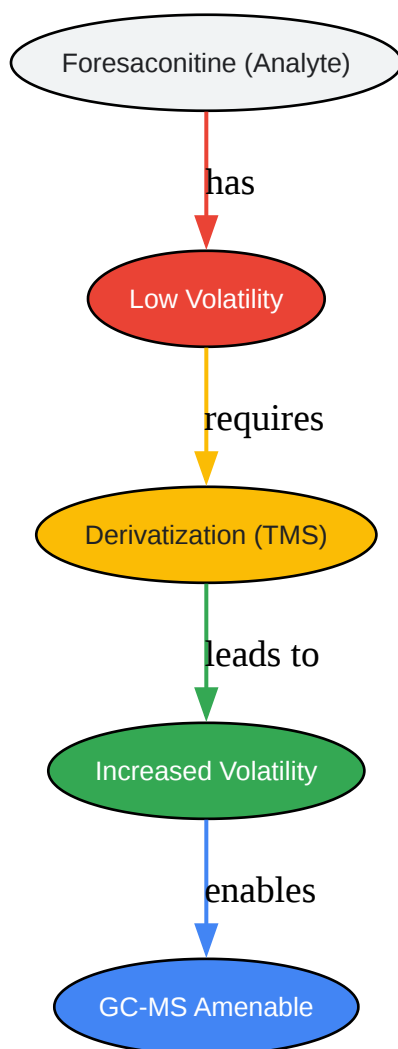 Foresaconitine (Analyte)
has
Low Volatility
requires
Derivatization (TMS)
leads to
Increased Volatility
enables
GC-MS Amenable